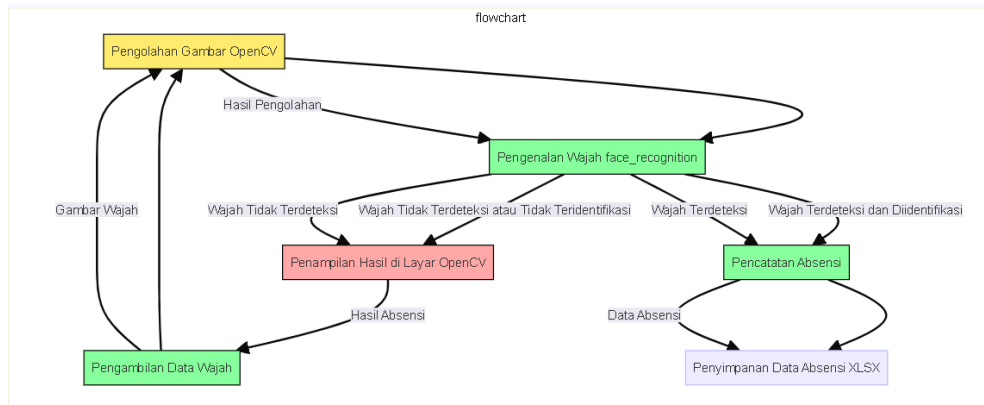 flowchart
Pengolahan Gambar OpenCV
Hasil Pengolahan
Pengenalan Wajah face_recognition
Gambar Wajah
Wajah Tidak Terdeteksi
Wajah Tidak Terdeteksi atau Tidak Teridentifikasi
Wajah Terdeteksi
Wajah Terdeteksi dan Diidentifikasi
Penampilan Hasil di Layar OpenCV
Pencatatan Absensi
Hasil Absensi
Data Absensi
Pengambilan Data Wajah
Penyimpanan Data Absensi XLSX